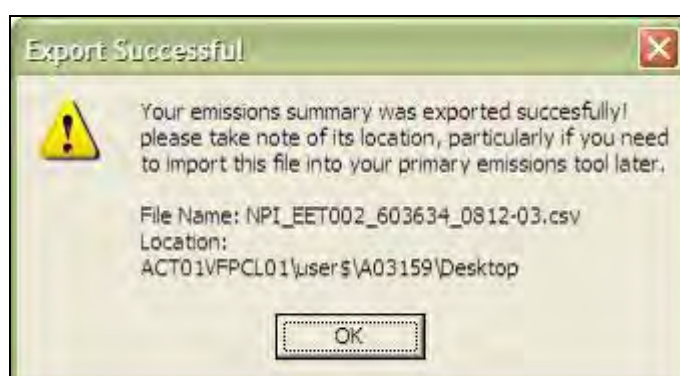 Export Successful
Your emissions summary was exported succesfully!
please take note of its location, particularly if you need
to import this file into your primary emissions tool later.
File Name: NPI_EET002_603634_0812-03.csv
Location:
ACT01VFPCL01\user$\A03159\Desktop
OK